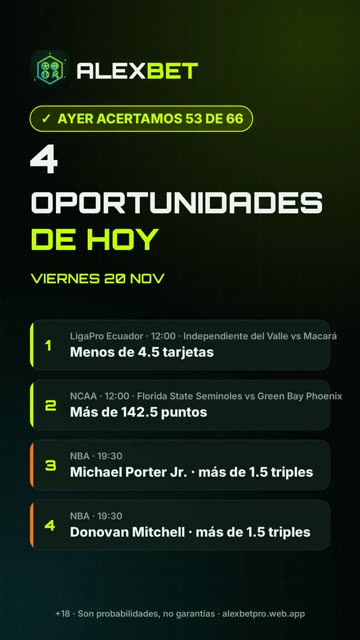 ALEXBET
✓ AYER ACERTAMOS 53 DE 66
4
OPORTUNIDADES
DE HOY
VIERNES 20 NOV
1
LigaPro Ecuador · 12:00 · Independiente del Valle vs Macará
Menos de 4.5 tarjetas
2
NCAA · 12:00 · Florida State Seminoles vs Green Bay Phoenix
Más de 142.5 puntos
3
NBA · 19:30
Michael Porter Jr. · más de 1.5 triples
4
NBA · 19:30
Donovan Mitchell · más de 1.5 triples
+18 · Son probabilidades, no garantías · alexbetpro.web.app